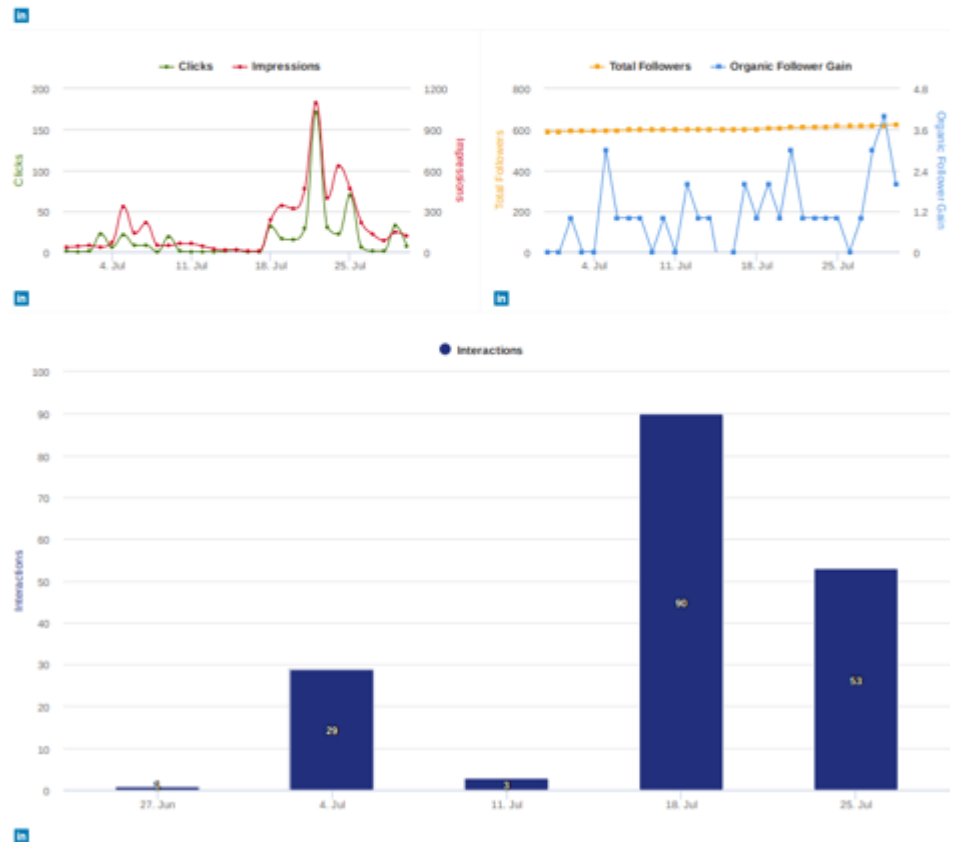 in
Clicks Impressions
Total Followers Organic Follower Gain
200
150
100
50
0
Clicks
1200
900
600
300
0
Impressions
4. Jul 11. Jul 18. Jul 25. Jul
800
600
400
200
0
Total Followers
4.8
3.6
2.4
1.2
0
Organic Follower Gain
4. Jul 11. Jul 18. Jul 25. Jul
in
in
Interactions
100
90
80
70
60
50
40
30
20
10
0
Interactions
29
3
90
53
27. Jun 4. Jul 11. Jul 18. Jul 25. Jul
in